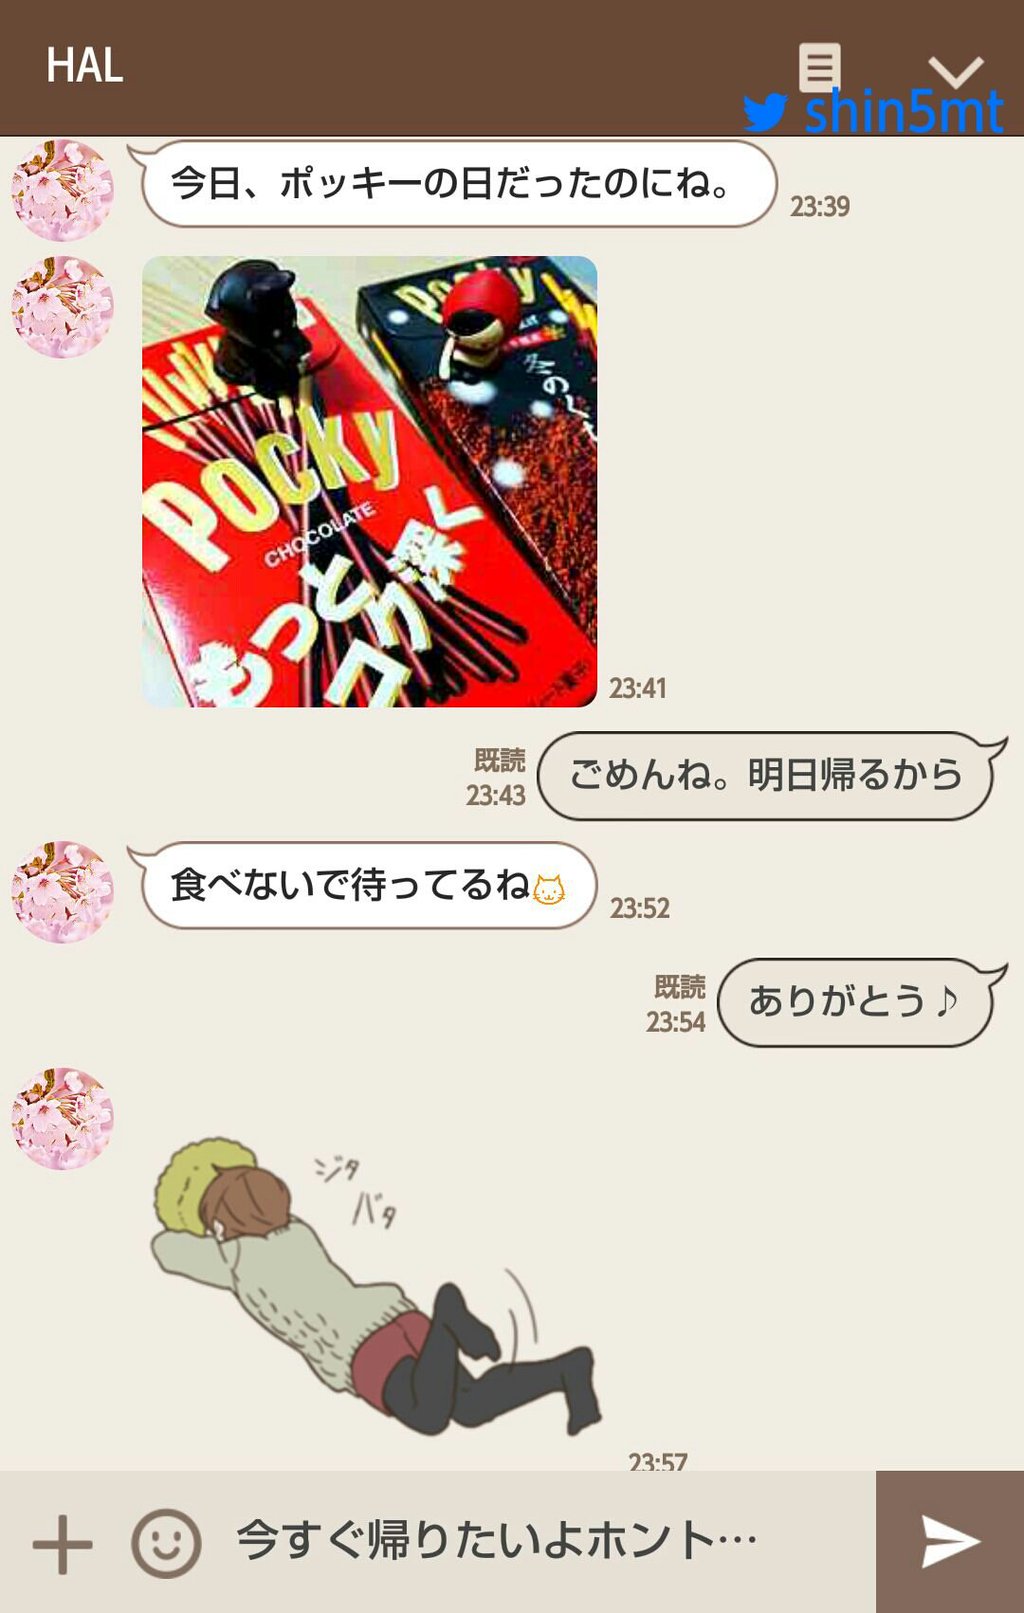 HAL
shin5mt
今日、ポッキーの日だったのにね。
23:39
Pocky
Pocky
CHOCOLATE
もっと
コク深く
23:41
既読
23:43
ごめんね。明日帰るから
食べないで待ってるね
23:52
既読
23:54
ありがとう♪
ジタ
バタ
23:57
今すぐ帰りたいよホント…